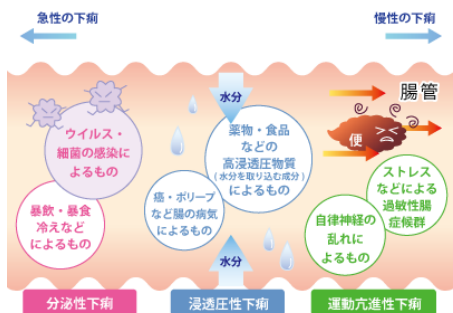 急性の下痢
慢性の下痢
水分
腸管
便
ウイルス・
細菌の感染に
よるもの
暴飲・暴食
冷えなど
によるもの
薬物・食品
などの
高浸透圧物質
(水分を取り込む成分)
によるもの
癌・ポリープ
など腸の病気
によるもの
水分
ストレス
などによる
過敏性腸
症候群
自律神経の
乱れに
よるもの
分泌性下痢
浸透圧性下痢
運動亢進性下痢